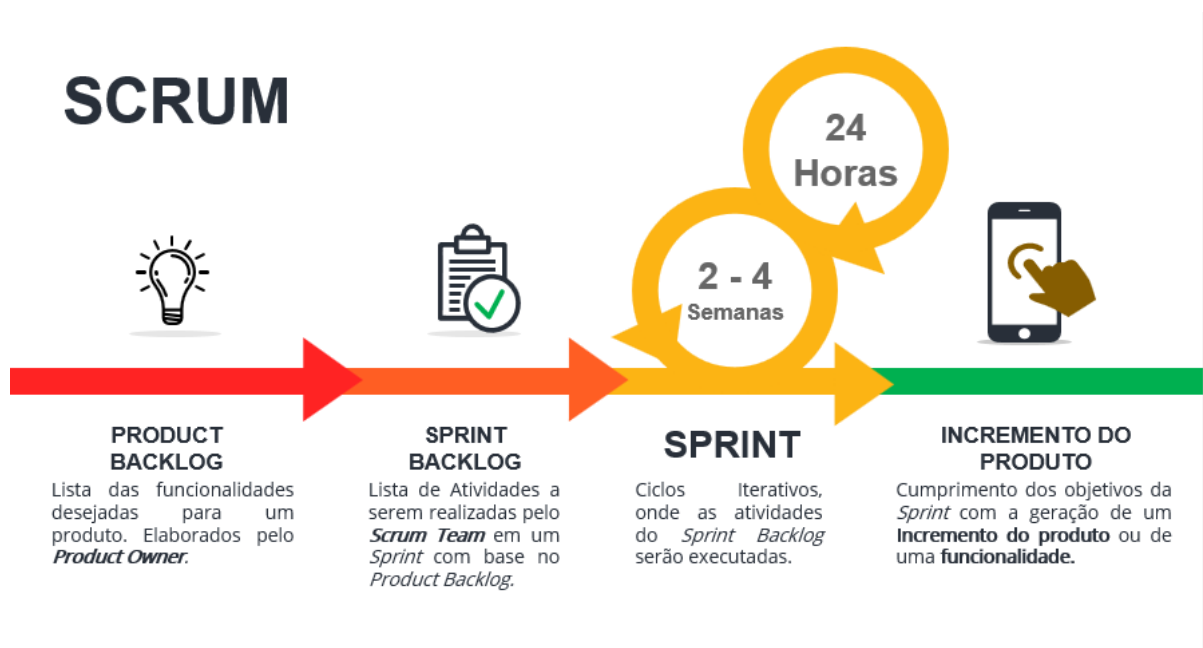 SCRUM
24
Horas
2 - 4
Semanas
PRODUCT
BACKLOG
Lista das funcionalidades
desejadas para um
produto. Elaborados pelo
Product Owner.
SPRINT
BACKLOG
Lista de Atividades a
serem realizadas pelo
Scrum Team em um
Sprint com base no
Product Backlog.
SPRINT
Ciclos Iterativos,
onde as atividades
do Sprint Backlog
serão executadas.
INCREMENTO DO
PRODUTO
Cumprimento dos objetivos da
Sprint com a geração de um
Incremento do produto ou de
uma funcionalidade.